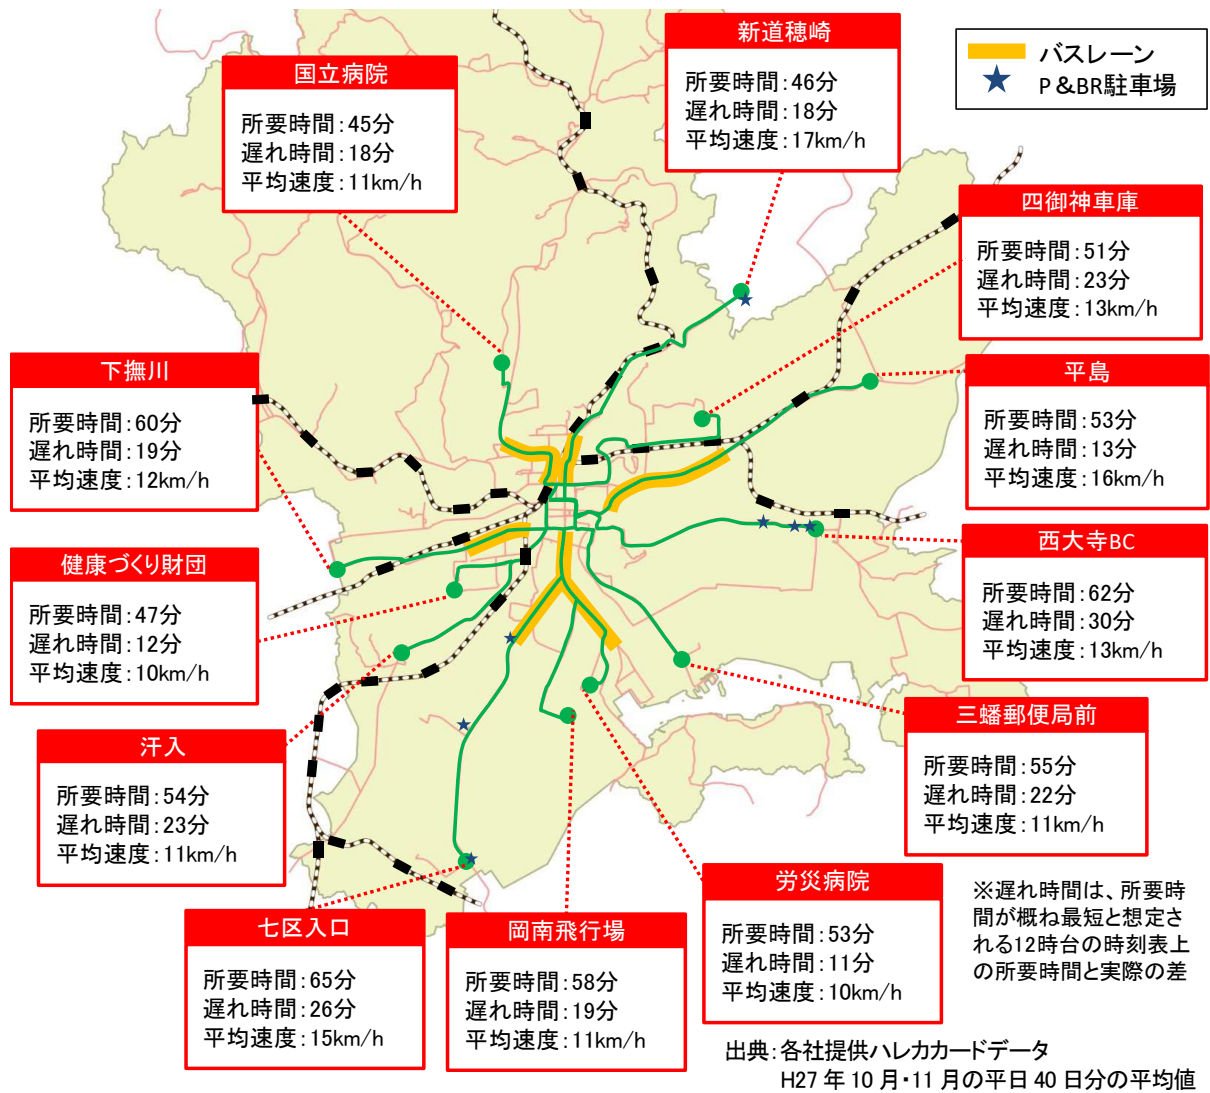 新道穂崎
所要時間:46分
遅れ時間:18分
平均速度:17km/h
バスレーン
P&BR駐車場
国立病院
所要時間:45分
遅れ時間:18分
平均速度:11km/h
四御神車庫
所要時間:51分
遅れ時間:23分
平均速度:13km/h
下撫川
所要時間:60分
遅れ時間:19分
平均速度:12km/h
平島
所要時間:53分
遅れ時間:13分
平均速度:16km/h
西大寺BC
所要時間:62分
遅れ時間:30分
平均速度:13km/h
健康づくり財団
所要時間:47分
遅れ時間:12分
平均速度:10km/h
三蟠郵便局前
所要時間:55分
遅れ時間:22分
平均速度:11km/h
汗入
所要時間:54分
遅れ時間:23分
平均速度:11km/h
労災病院
所要時間:53分
遅れ時間:11分
平均速度:10km/h
七区入口
所要時間:65分
遅れ時間:26分
平均速度:15km/h
岡南飛行場
所要時間:58分
遅れ時間:19分
平均速度:11km/h
※遅れ時間は、所要時
間が概ね最短と想定さ
れる12時台の時刻表上
の所要時間と実際の差
出典:各社提供ハレカカードデータ
H27 年 10 月・11 月の平日 40 日分の平均値